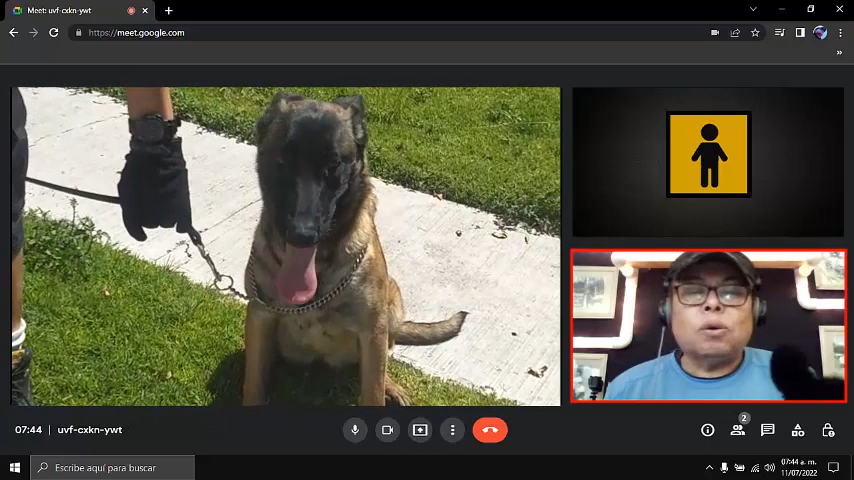 Meet: uvf-cxkn-ywt
https://meet.google.com
»
07:44 | uvf-cxkn-ywt
2
Escribe aquí para buscar
07:44 a. m.
11/07/2022